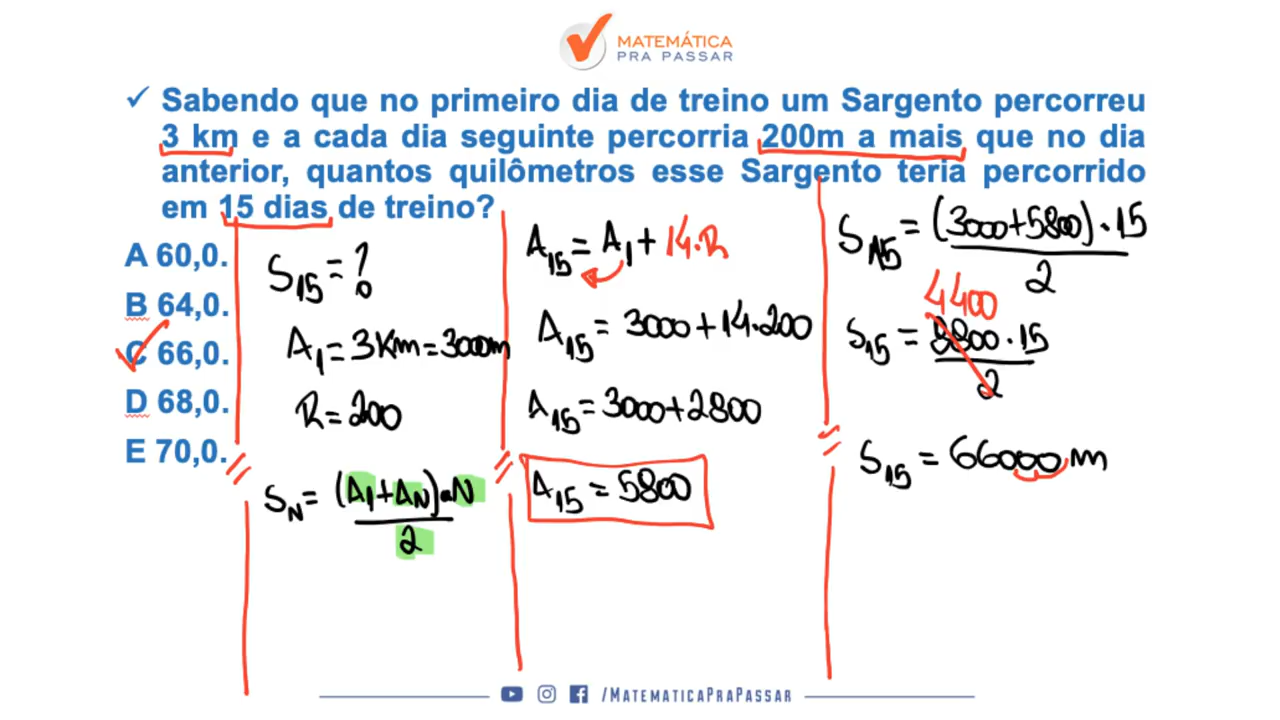 MATEMÁTICA
PRA PASSAR
✓ Sabendo que no primeiro dia de treino um Sargento percorreu
3 km e a cada dia seguinte percorria 200m a mais que no dia
anterior, quantos quilômetros esse Sargento teria percorrido
em 15 dias de treino?
A 60,0.
B 64,0.
C 66,0.
D 68,0.
E 70,0.
S15 = ?
A1 = 3Km = 3000m
R = 200
SN = (A1 + AN) • N
2
A15 = A1 + 14.R
A15 = 3000 + 14.200
A15 = 3000 + 2800
A15 = 5800
S15 = (3000 + 5800) • 15
2
4400
S15 = 8800 • 15
2
S15 = 66000 m
/MATEMATICAPRAPASSAR